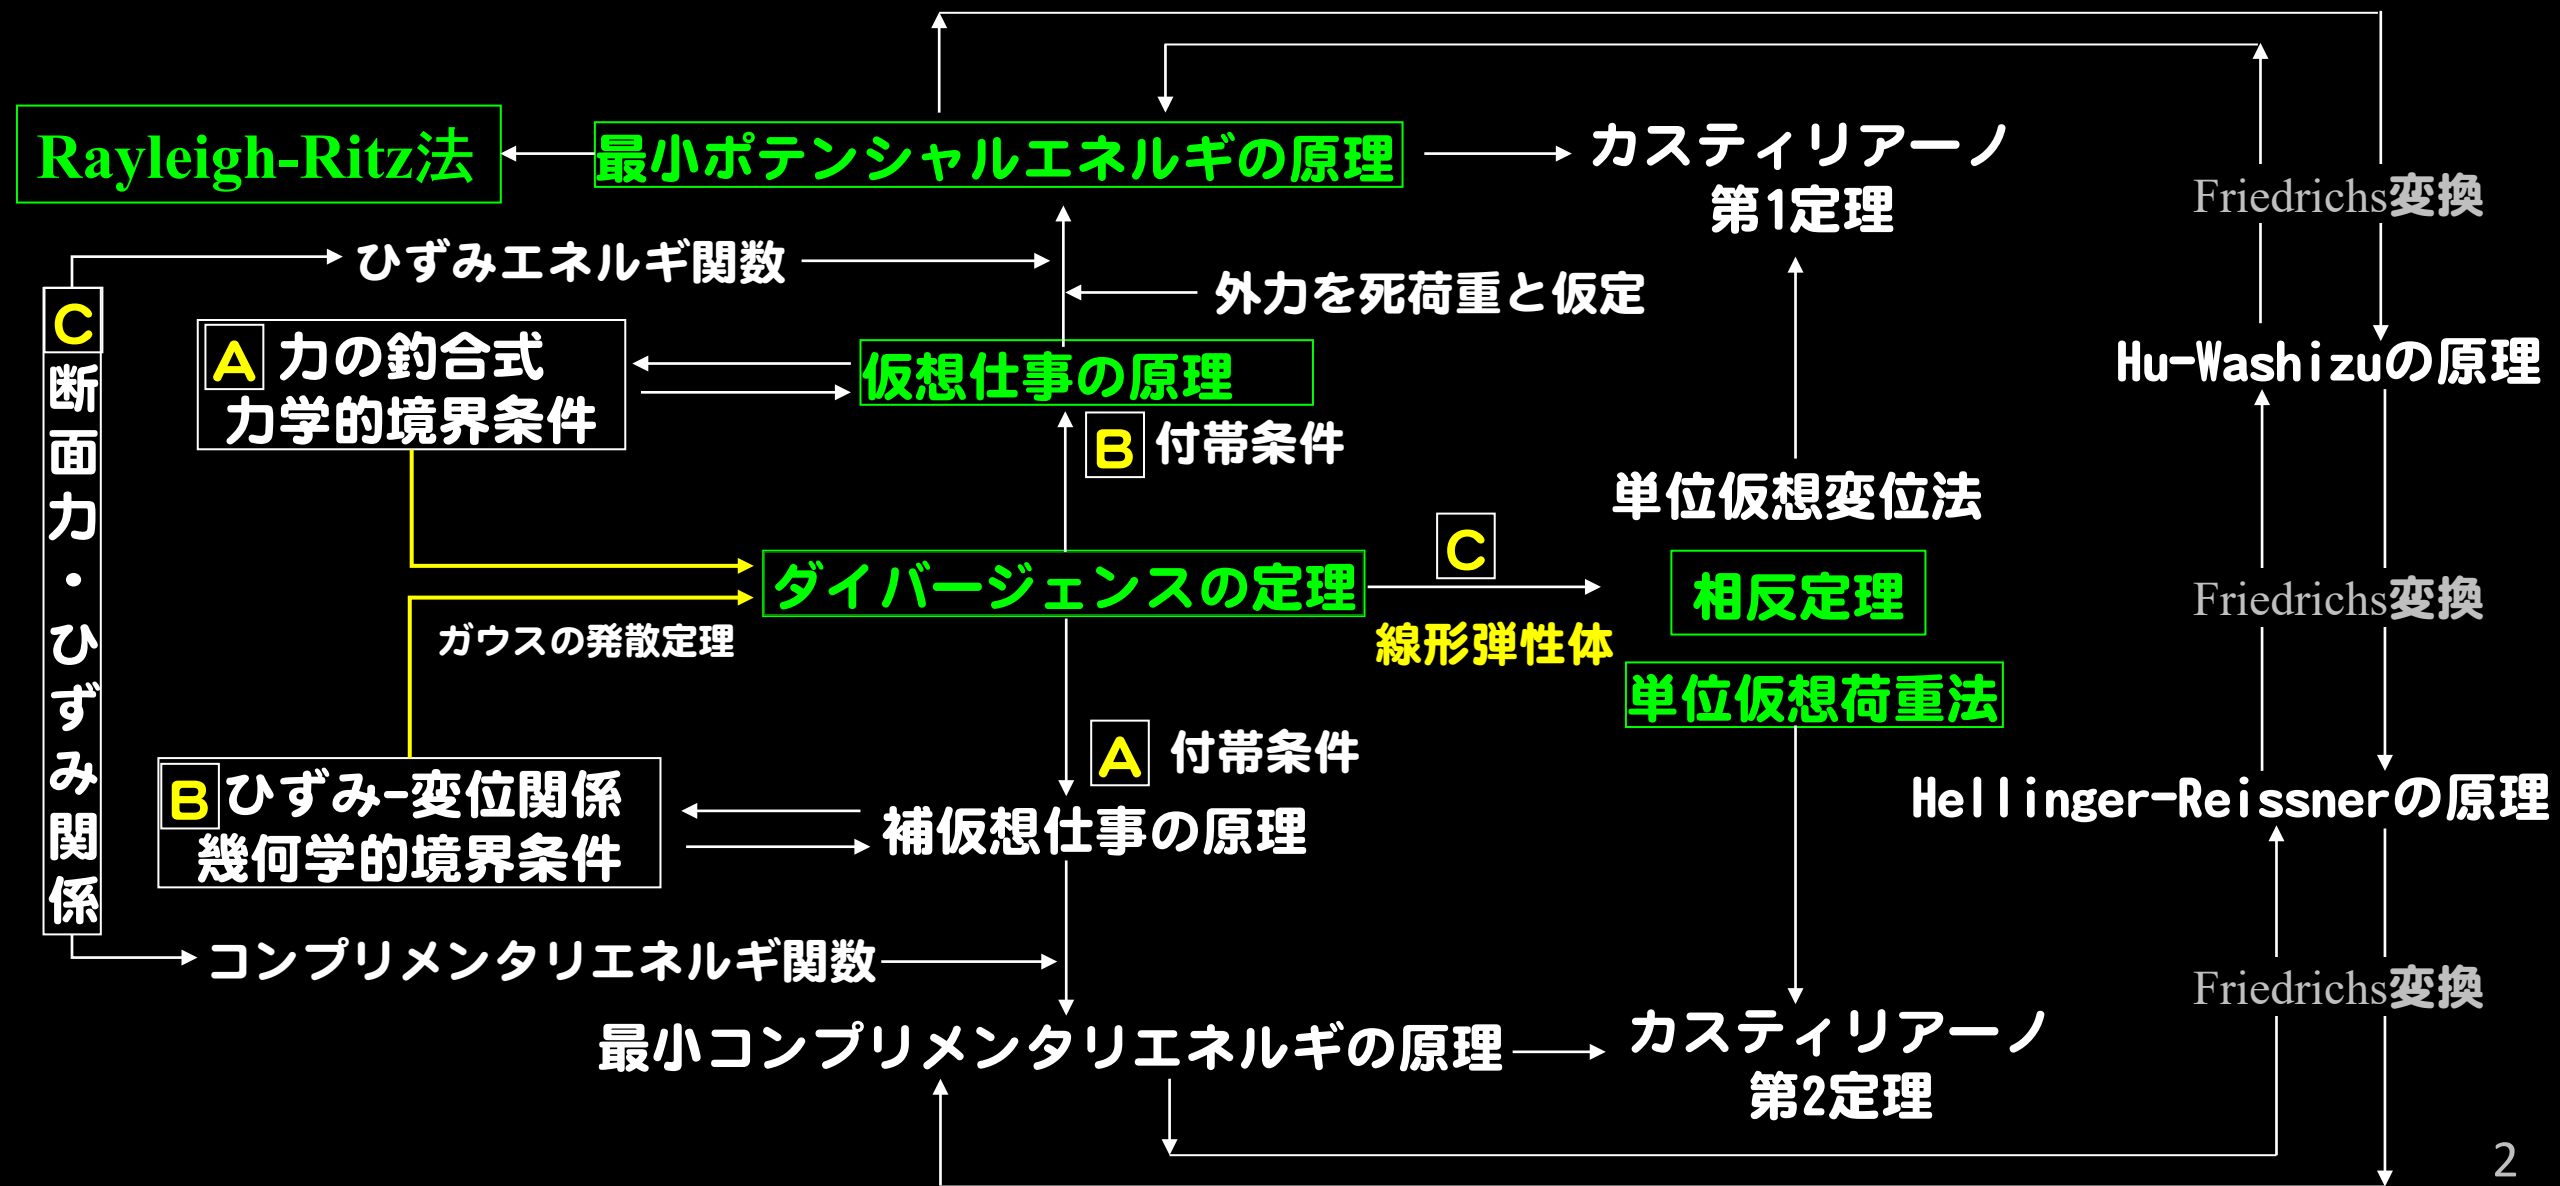 Rayleigh-Ritz法
最小ポテンシャルエネルギの原理
カスティリアーノ
第1定理
Friedrichs変換
ひずみエネルギ関数
外力を死荷重と仮定
C
断面力・ひずみ関係
A 力の釣合式
力学的境界条件
仮想仕事の原理
Hu-Washizuの原理
B 付帯条件
単位仮想変位法
C
ダイバージェンスの定理
相反定理
Friedrichs変換
ガウスの発散定理
線形弾性体
単位仮想荷重法
A 付帯条件
B ひずみ-変位関係
幾何学的境界条件
補仮想仕事の原理
Hellinger-Reissnerの原理
コンプリメンタリエネルギ関数
Friedrichs変換
最小コンプリメンタリエネルギの原理
カスティリアーノ
第2定理
2